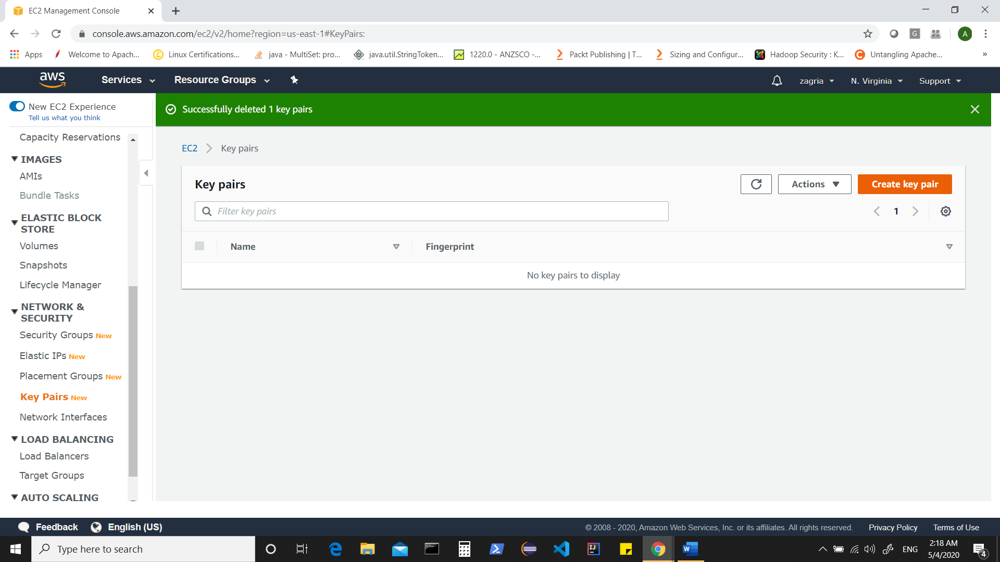 EC2 Management Console
console.aws.amazon.com/ec2/v2/home?region=us-east-1#KeyPairs:
G
A
Apps
Welcome to Apach...
Linux Certifications...
java - MultiSet: pro...
java.util.StringToken...
1220.0 - ANZSCO -...
Packt Publishing | T...
Sizing and Configur...
Hadoop Security : K...
Untangling Apache...
»
aws
Services
Resource Groups
zagria
N. Virginia
Support
New EC2 Experience
Tell us what you think
Capacity Reservations
IMAGES
AMIs
Bundle Tasks
ELASTIC BLOCK
STORE
Volumes
Snapshots
Lifecycle Manager
NETWORK &
SECURITY
Security Groups New
Elastic IPs New
Placement Groups New
Key Pairs New
Network Interfaces
LOAD BALANCING
Load Balancers
Target Groups
AUTO SCALING
Successfully deleted 1 key pairs
EC2 > Key pairs
Key pairs
Actions
Create key pair
Filter key pairs
1
Name
Fingerprint
No key pairs to display
Feedback
English (US)
© 2008 - 2020, Amazon Web Services, Inc. or its affiliates. All rights reserved.
Privacy Policy
Terms of Use
Type here to search
ENG
2:18 AM
5/4/2020
4